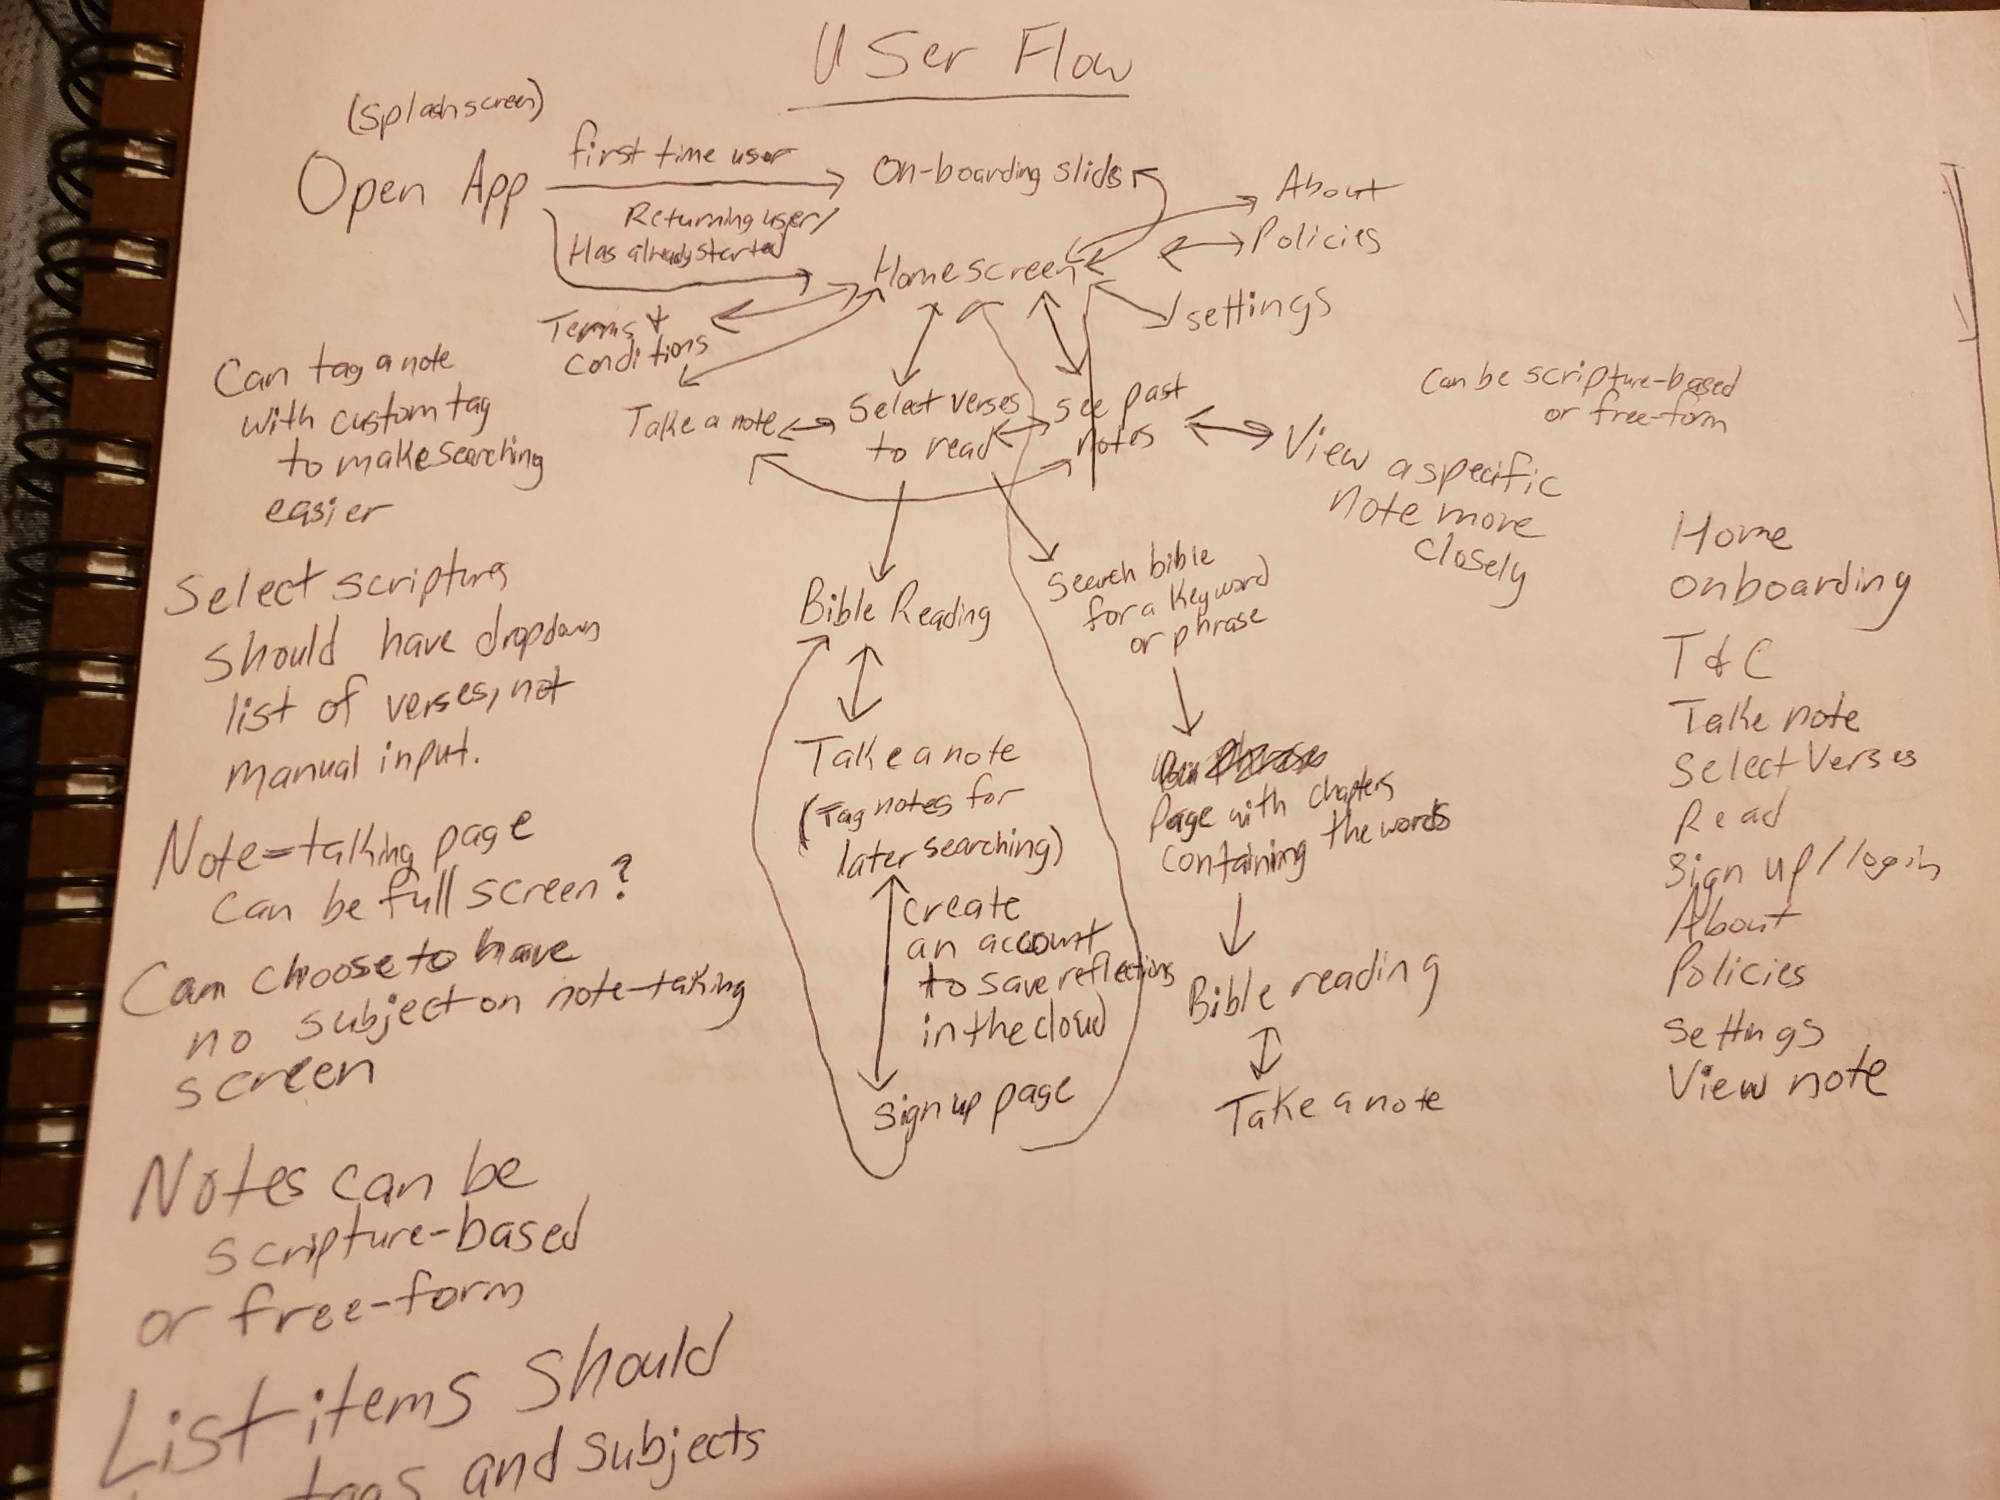 User Flow
(splash screen)
Open App
first time user
On-boarding slides
Returning user/
Has already started
Home screen
About
Policies
settings
Terms +
conditions
Take a note
Select verses
to read
see past
notes
View a specific
note more
closely
Can be scripture-based
or free-form
Bible Reading
Search bible
for a keyword
or phrase
Take a note
(Tag notes for
later searching)
Page with chapters
containing the words
create
an account
to save reflections
in the cloud
Sign up page
Bible reading
Take a note
Can tag a note
with custom tag
to make searching
easier
Select scriptures
should have dropdown
list of verses, not
manual input.
Note-talking page
can be full screen?
Can choose to have
no subject on note-taking
screen
Notes can be
scripture-based
or free-form
List items should
tags and subjects
Home
onboarding
T & C
Take note
Select Verses
Read
Sign up/login
About
Policies
Settings
View note